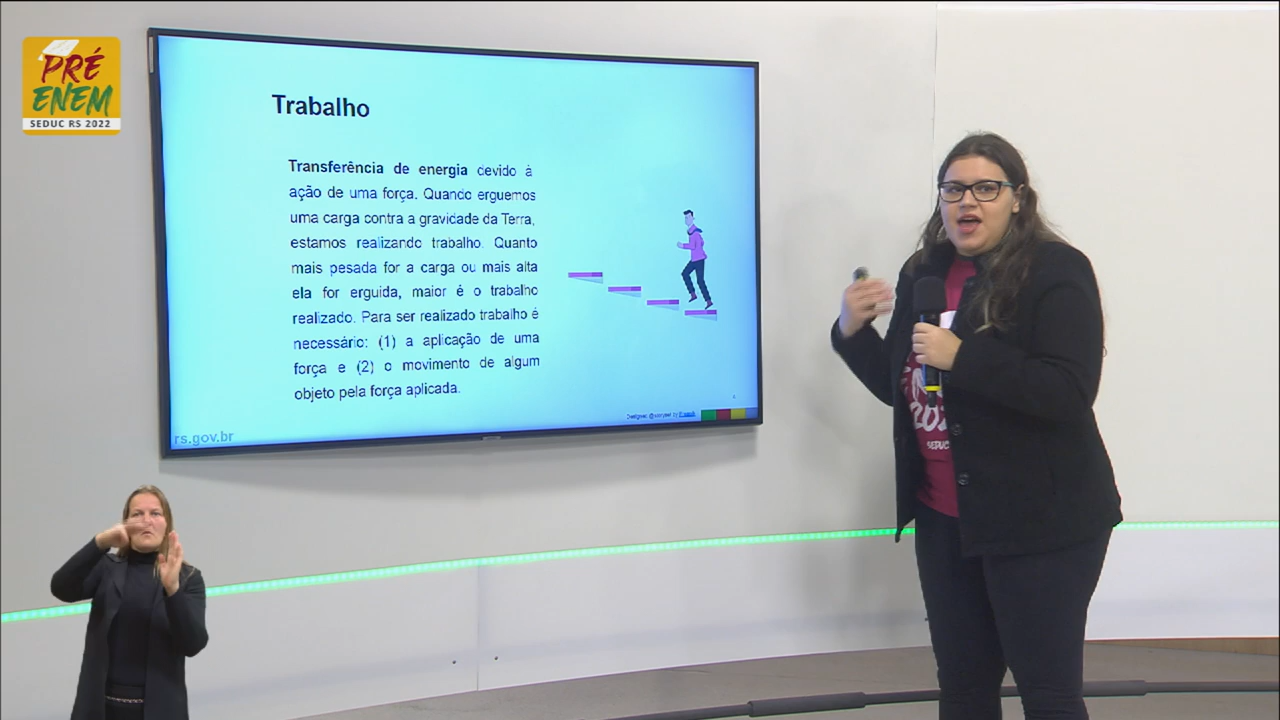 PRÉ
ENEM
SEDUC RS 2022
Trabalho
Transferência de energia devido à
ação de uma força. Quando erguemos
uma carga contra a gravidade da Terra,
estamos realizando trabalho. Quanto
mais pesada for a carga ou mais alta
ela for erguida, maior é o trabalho
realizado. Para ser realizado trabalho é
necessário: (1) a aplicação de uma
força e (2) o movimento de algum
objeto pela força aplicada.
rs.gov.br
SEDUC